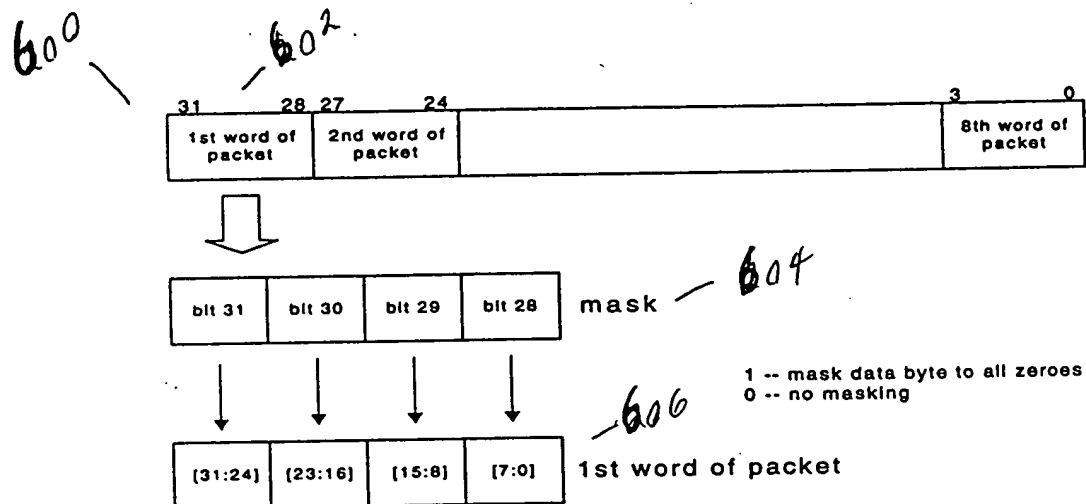 600
602
31 28 27 24 3 0
1st word of packet 2nd word of packet 8th word of packet
bit 31 bit 30 bit 29 bit 28 mask 604
1 -- mask data byte to all zeroes
0 -- no masking
606
[31:24] [23:16] [15:8] [7:0] 1st word of packet